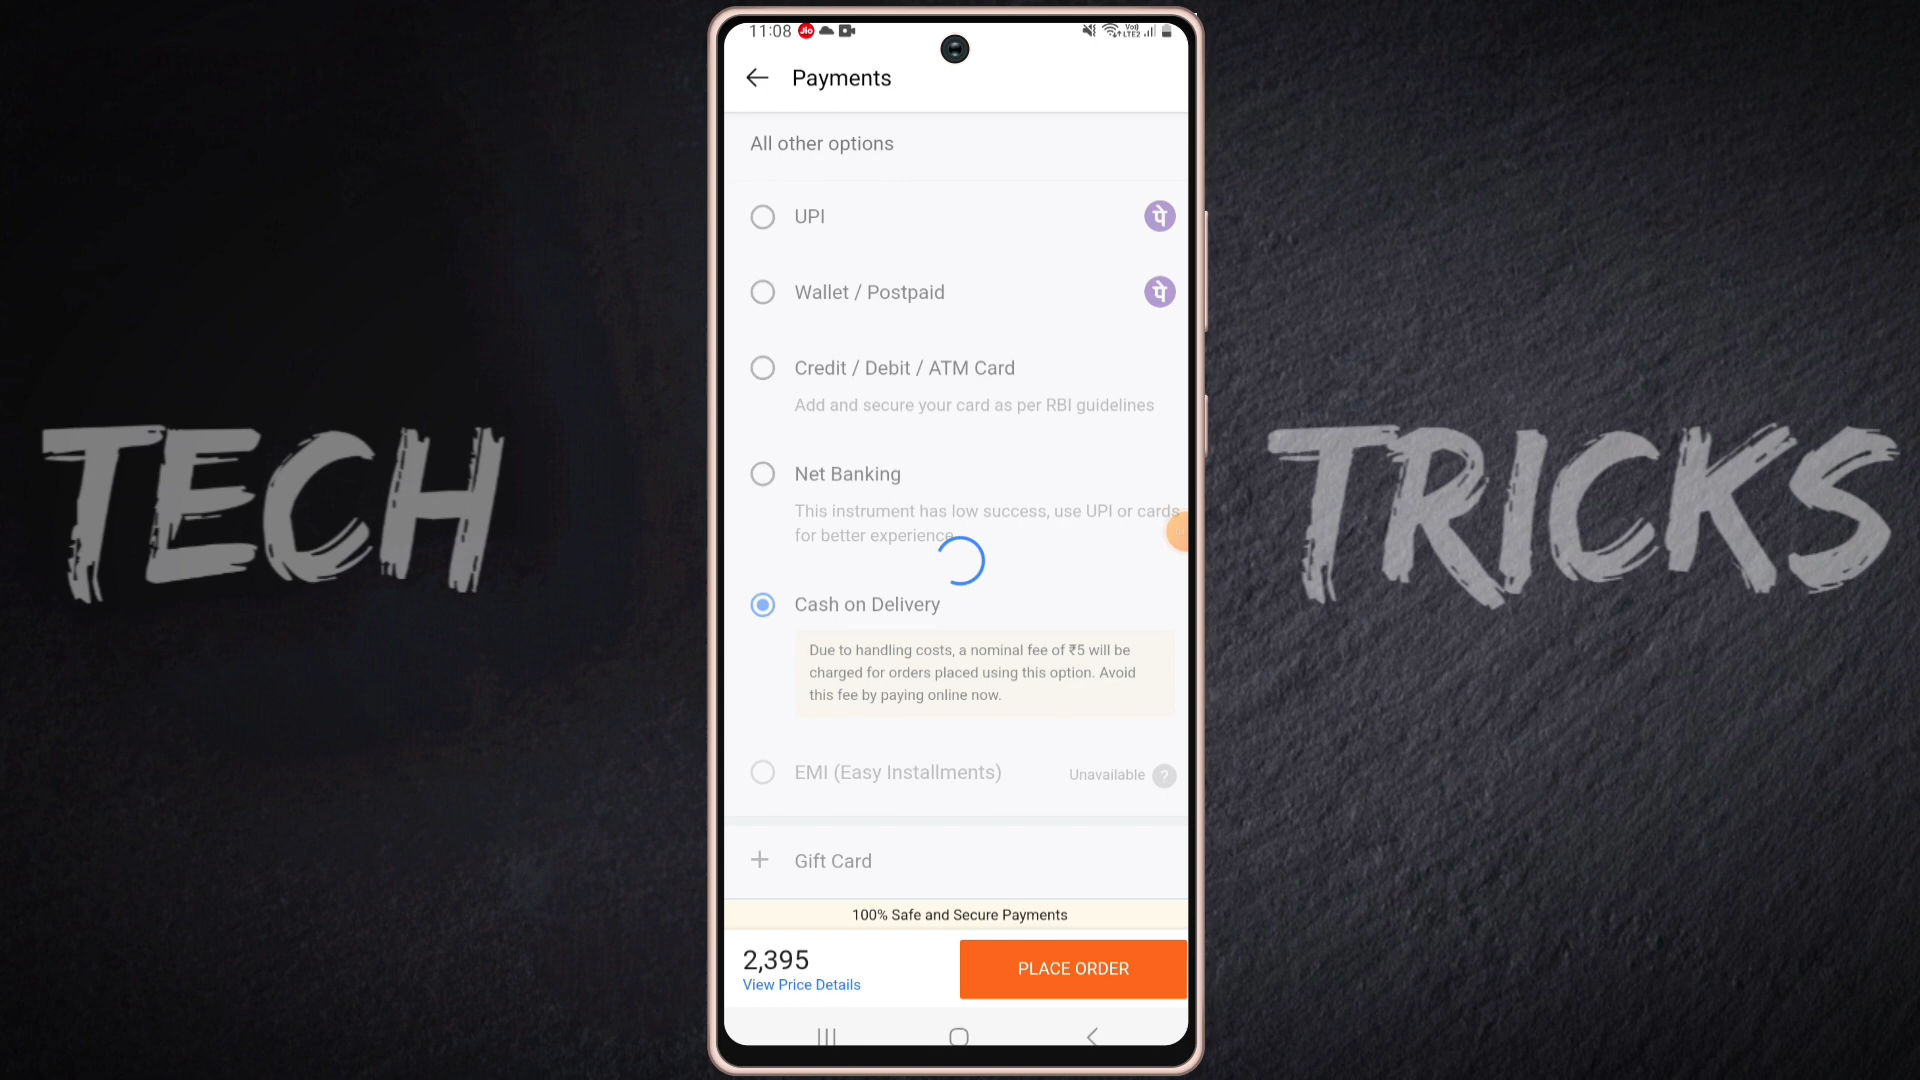 11:08
Jio
Vo)) LTE2
Payments
All other options
UPI
पे
Wallet / Postpaid
पे
Credit / Debit / ATM Card
Add and secure your card as per RBI guidelines
Net Banking
This instrument has low success, use UPI or cards
for better experience
Cash on Delivery
Due to handling costs, a nominal fee of ₹5 will be
charged for orders placed using this option. Avoid
this fee by paying online now.
EMI (Easy Installments)
Unavailable ?
+ Gift Card
100% Safe and Secure Payments
2,395
View Price Details
PLACE ORDER
TECH
TRICKS